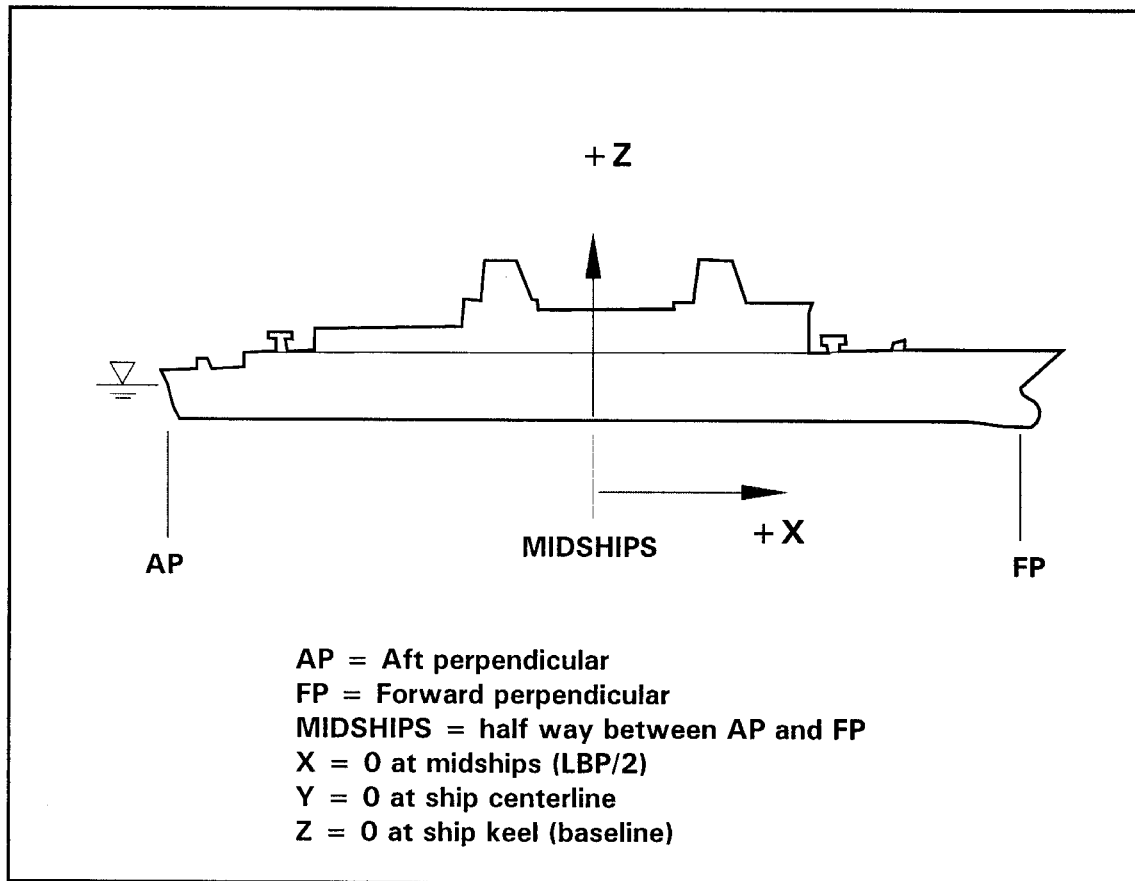 +Z
+X
MIDSHIPS
AP
FP
AP = Aft perpendicular
FP = Forward perpendicular
MIDSHIPS = half way between AP and FP
X = 0 at midships (LBP/2)
Y = 0 at ship centerline
Z = 0 at ship keel (baseline)